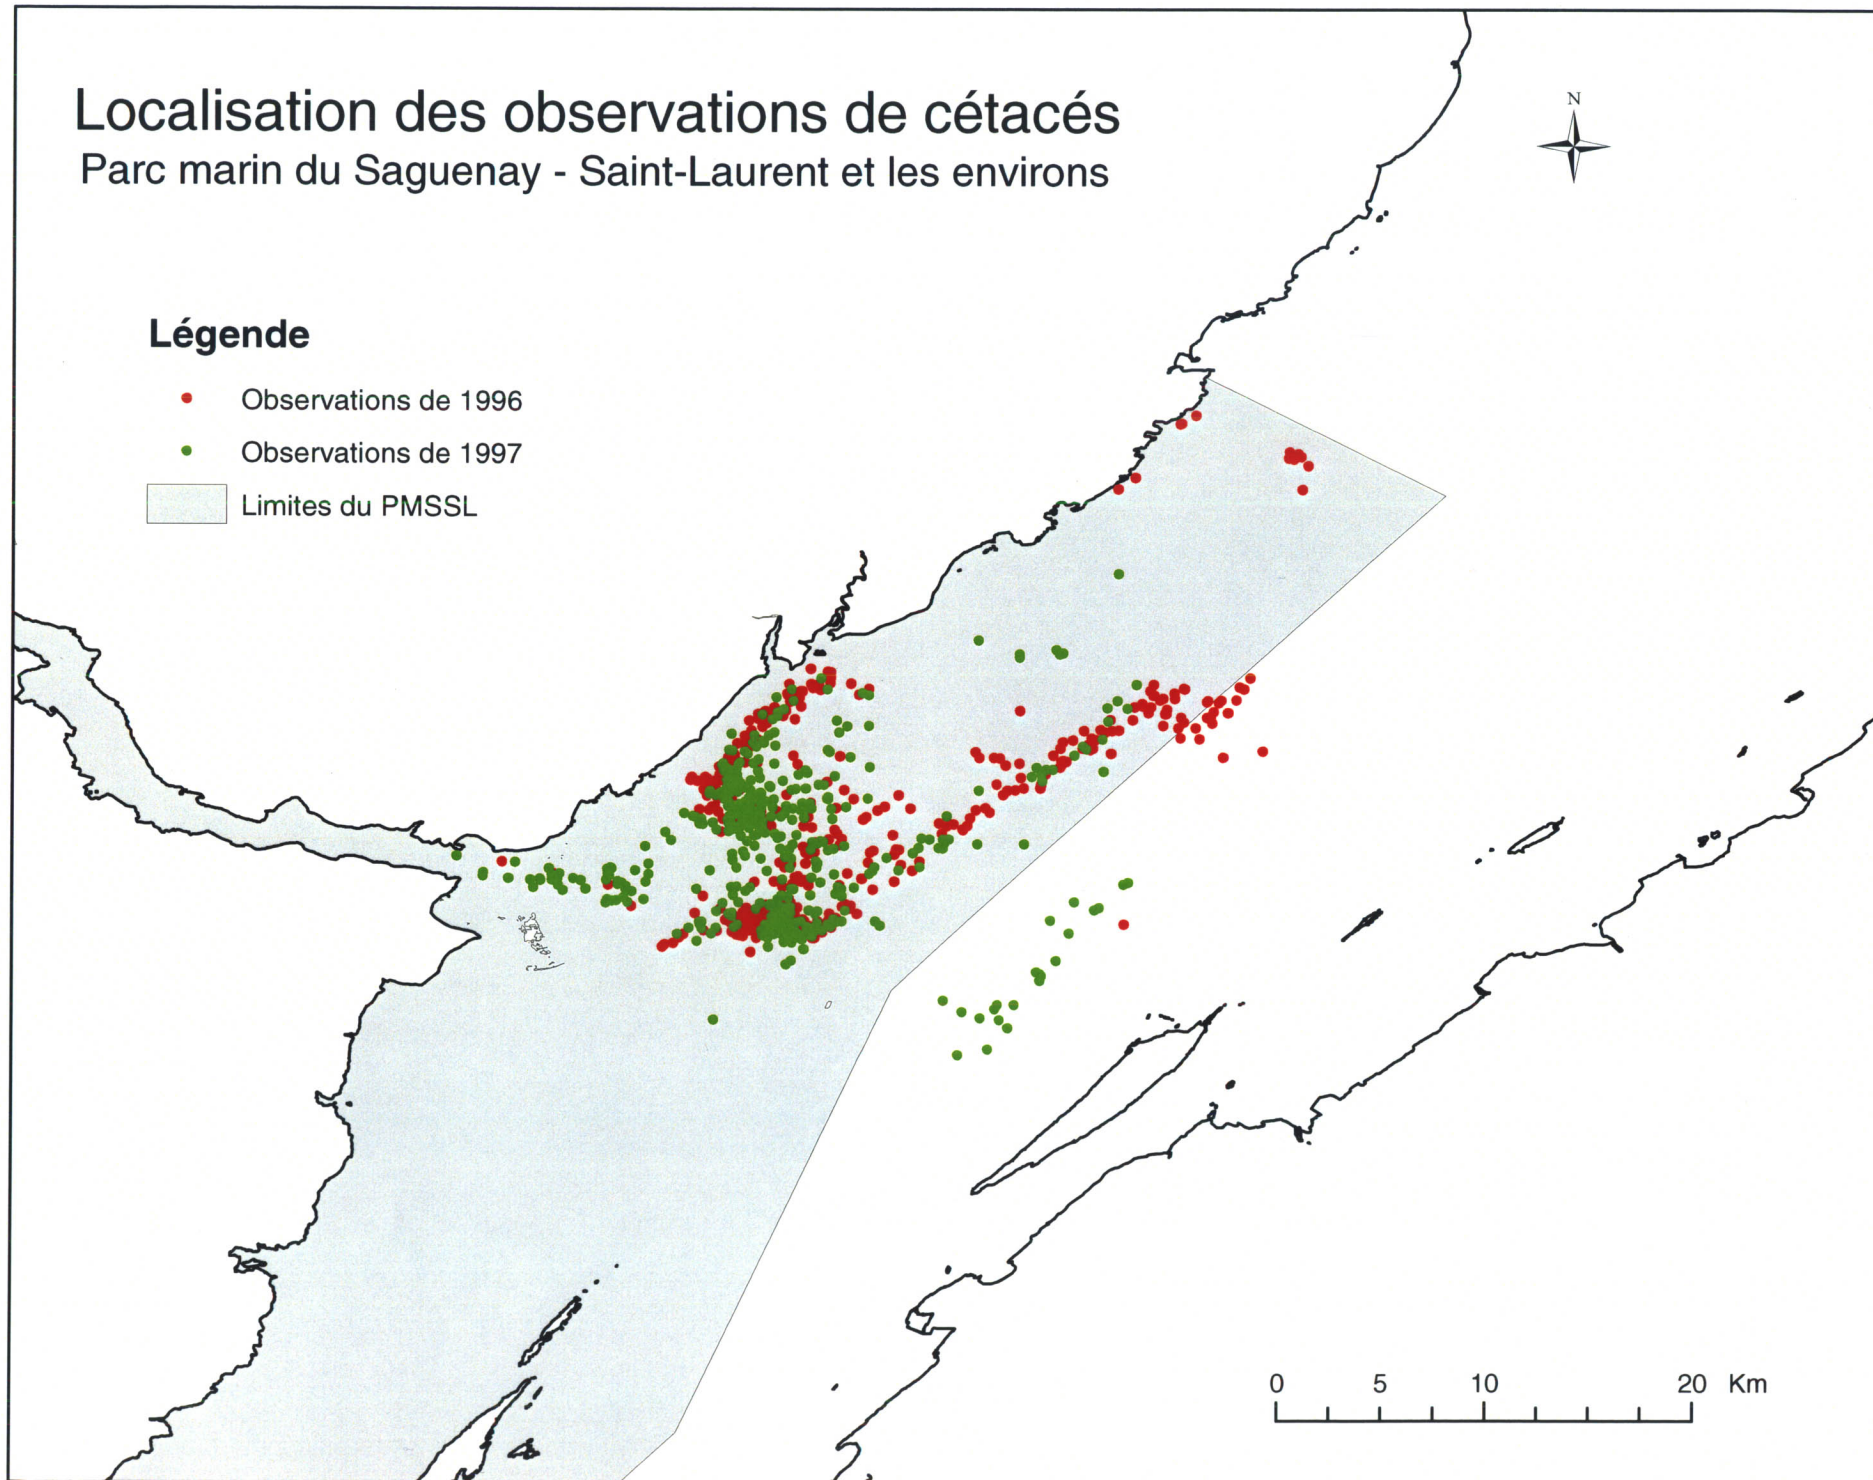 Localisation des observations de cétacés
Parc marin du Saguenay - Saint-Laurent et les environs
N
Légende
Observations de 1996
Observations de 1997
Limites du PMSSL
0 5 10 20 Km